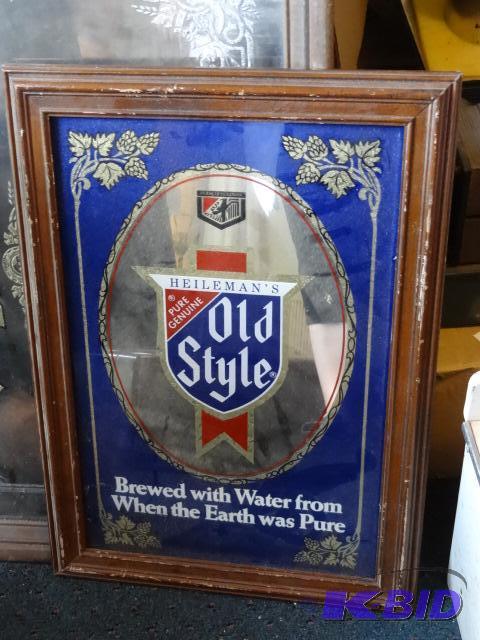 HEILEMAN'S
® PURE
GENUINE
Old
Style®
Brewed with Water from
When the Earth was Pure
K-BID